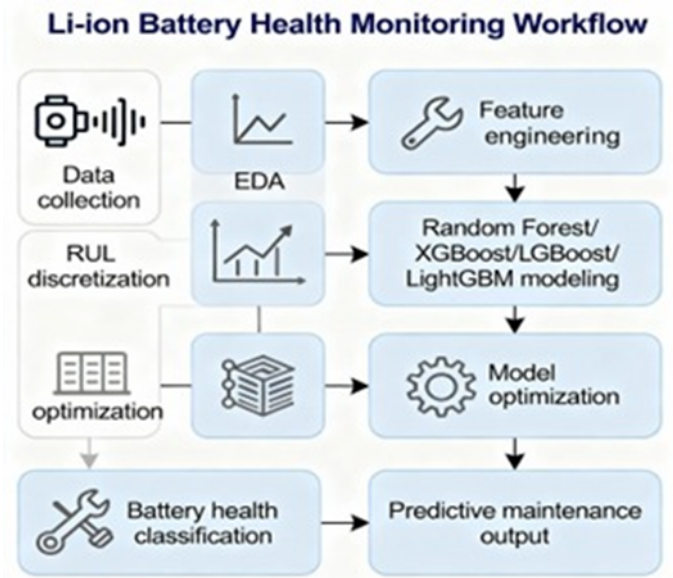 Li-ion Battery Health Monitoring Workflow
Data
collection
EDA
Feature
engineering
RUL
discretization
Random Forest/
XGBoost/LGBoost/
LightGBM modeling
optimization
Model
optimization
Battery health
classification
Predictive maintenance
output